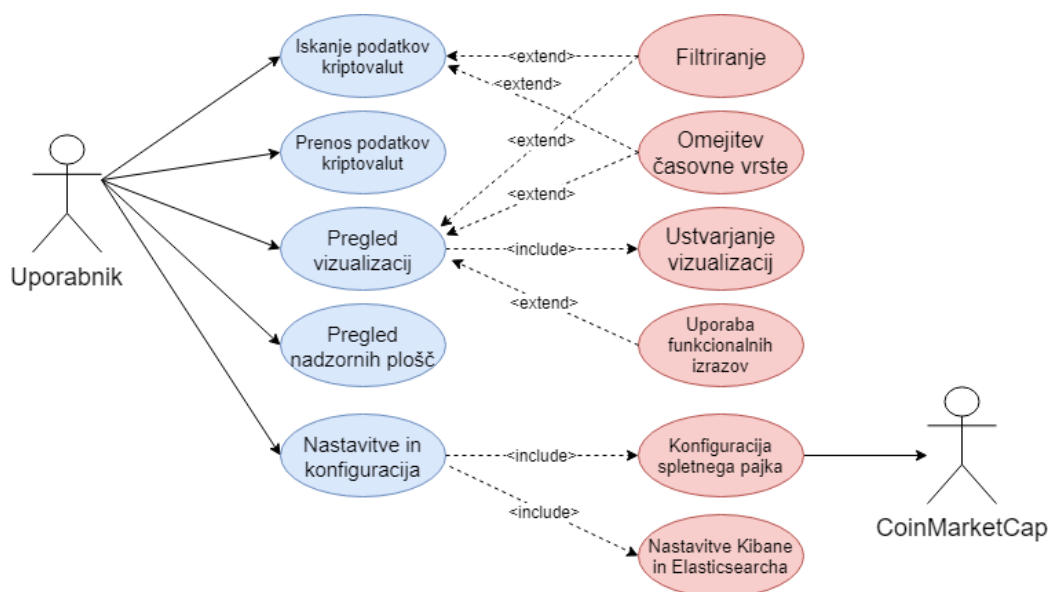 Iskanje podatkov
kriptovalut
<extend>
Filtriranje
<extend>
Prenos podatkov
kriptovalut
<extend>
Omejitev
časovne vrste
<extend>
Uporabnik
Pregled
vizualizacij
<include>
Ustvarjanje
vizualizacij
<extend>
Pregled
nadzornih plošč
Uporaba
funkcionalnih
izrazov
Nastavitve in
konfiguracija
<include>
Konfiguracija
spletnega pajka
<include>
CoinMarketCap
Nastavitve Kibane
in Elasticsearcha